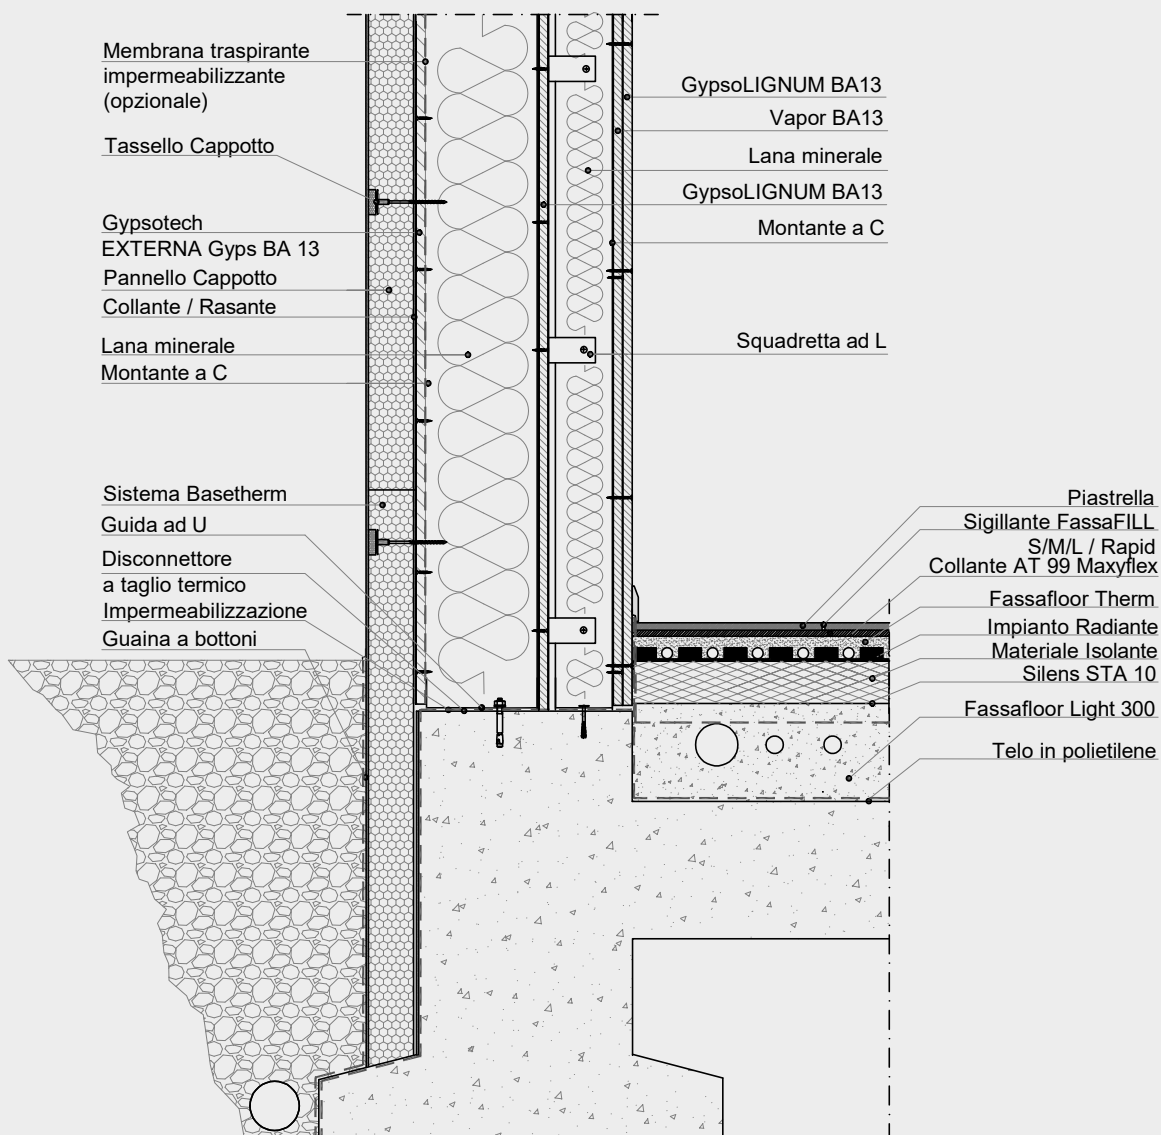 Membrana traspirante
impermeabilizzante
(opzionale)
Tassello Cappotto
Gypsotech
EXTERNA Gyps BA 13
Pannello Cappotto
Collante / Rasante
Lana minerale
Montante a C
Sistema Basetherm
Guida ad U
Disconnettore
a taglio termico
Impermeabilizzazione
Guaina a bottoni
GypsoLIGNUM BA13
Vapor BA13
Lana minerale
GypsoLIGNUM BA13
Montante a C
Squadretta ad L
Piastrella
Sigillante FassaFILL
S/M/L / Rapid
Collante AT 99 Maxyflex
Fassafloor Therm
Impianto Radiante
Materiale Isolante
Silens STA 10
Fassafloor Light 300
Telo in polietilene